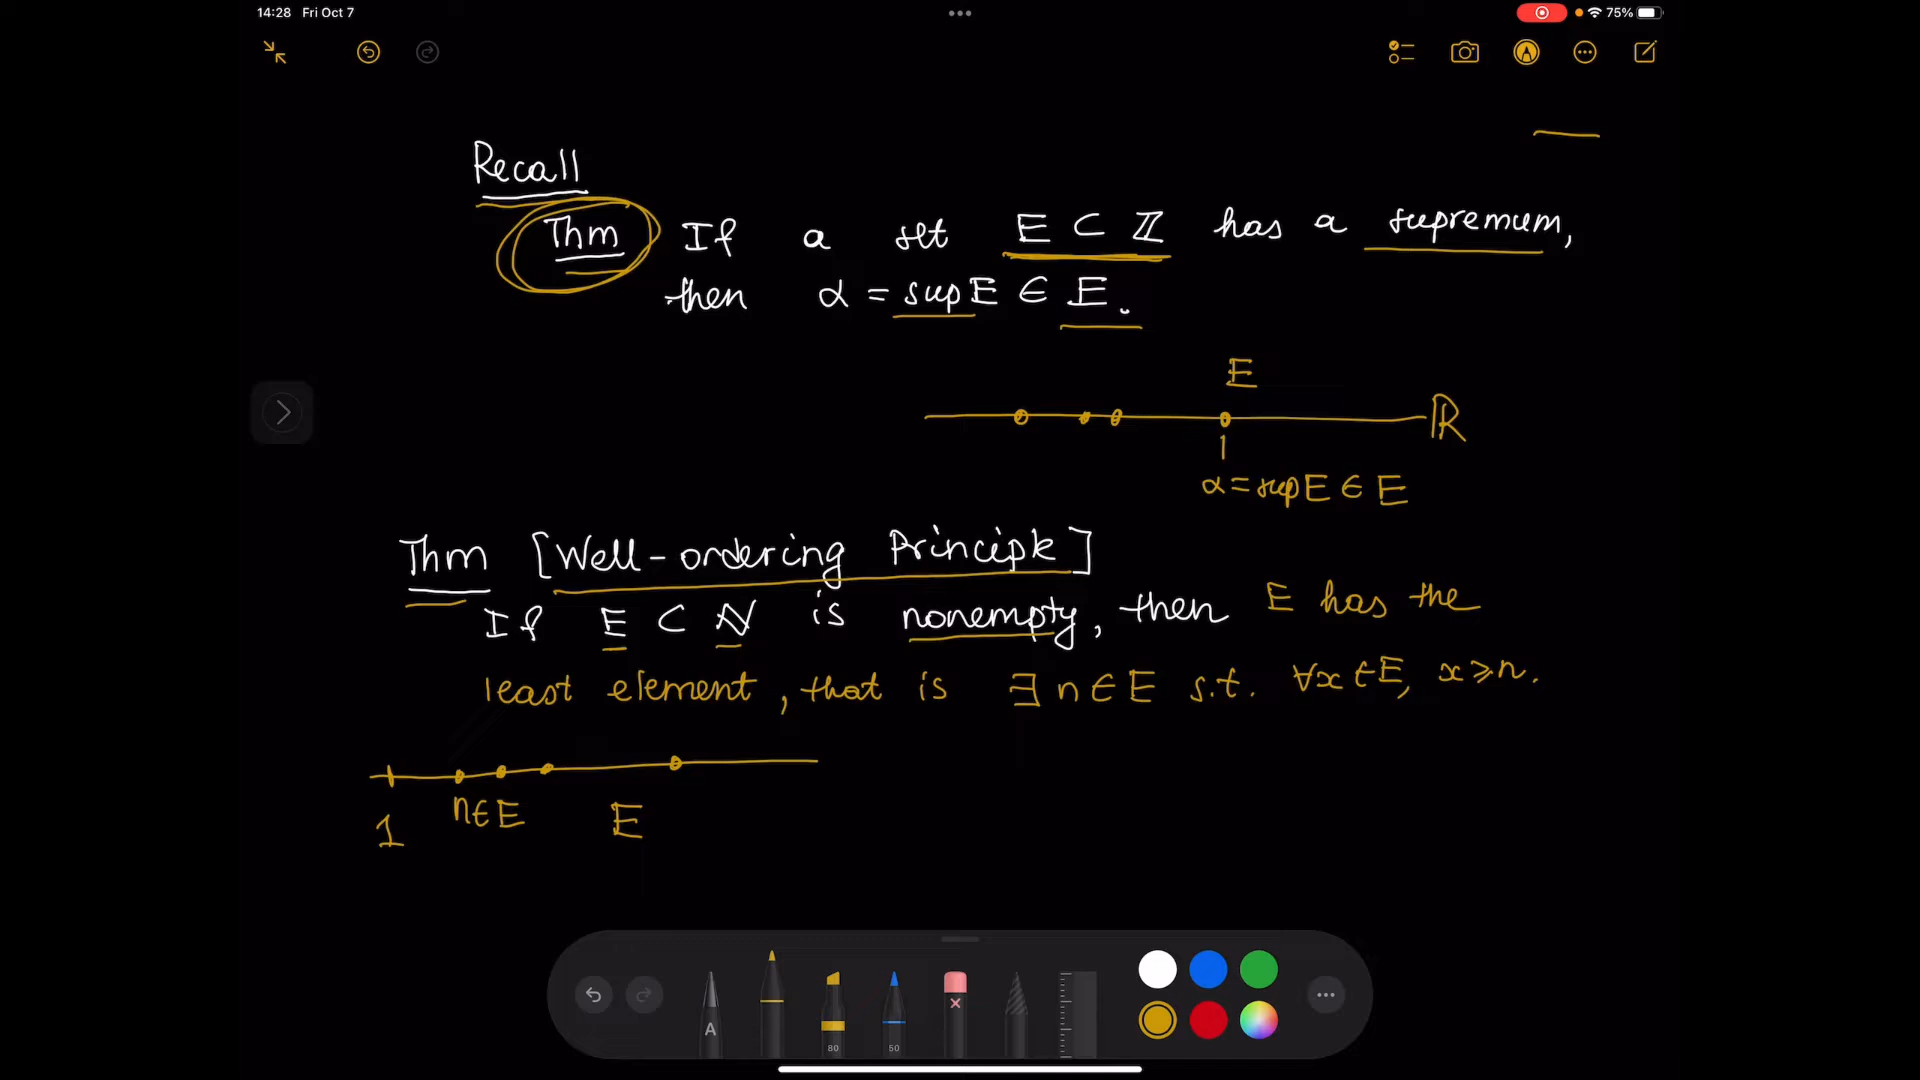 14:28 Fri Oct 7
75%
Recall
Thm If a set E ⊂ ℤ has a supremum,
then α = sup E ∈ E.
E
ℝ
1
α = sup E ∈ E
Thm [Well-ordering Principle]
If E ⊂ ℕ is nonempty, then E has the
least element, that is ∃ n ∈ E s.t. ∀x ∈ E, x ⩾ n.
1 n ∈ E E
A 80 50